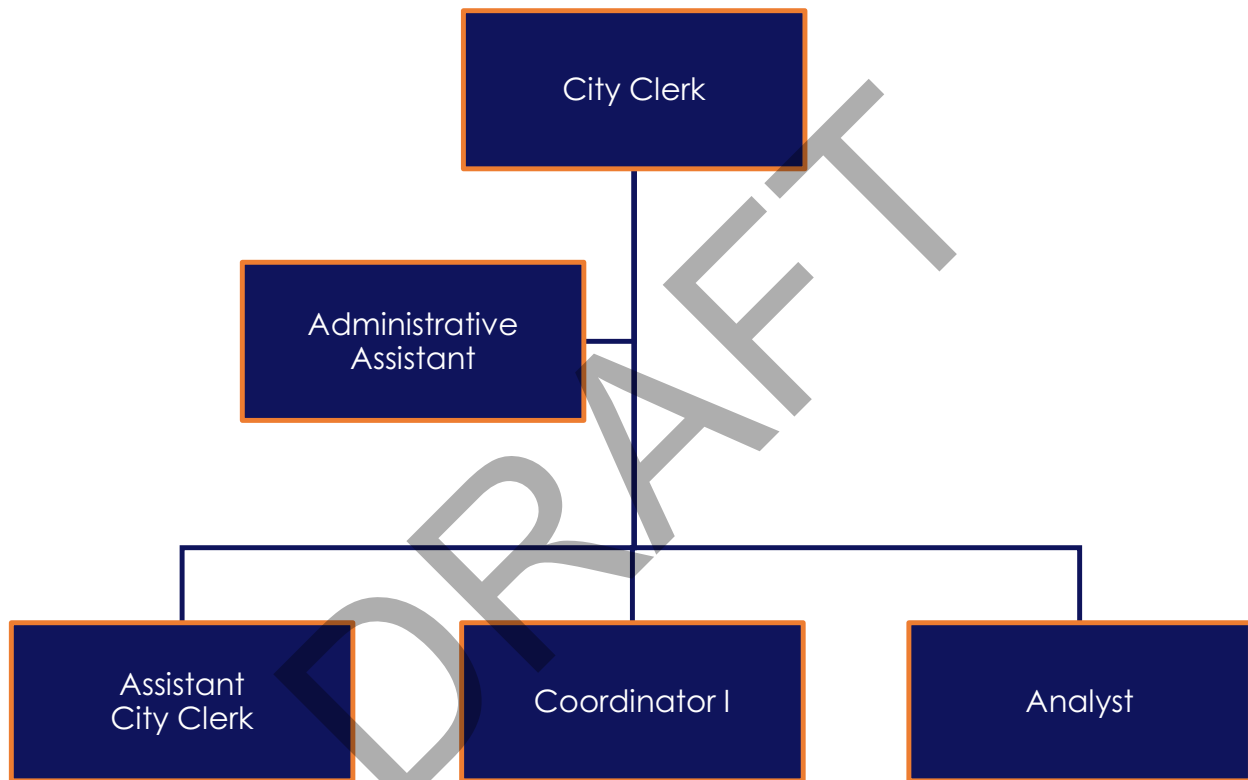 City Clerk
Administrative
Assistant
Assistant
City Clerk
Coordinator I
Analyst
DRAFT